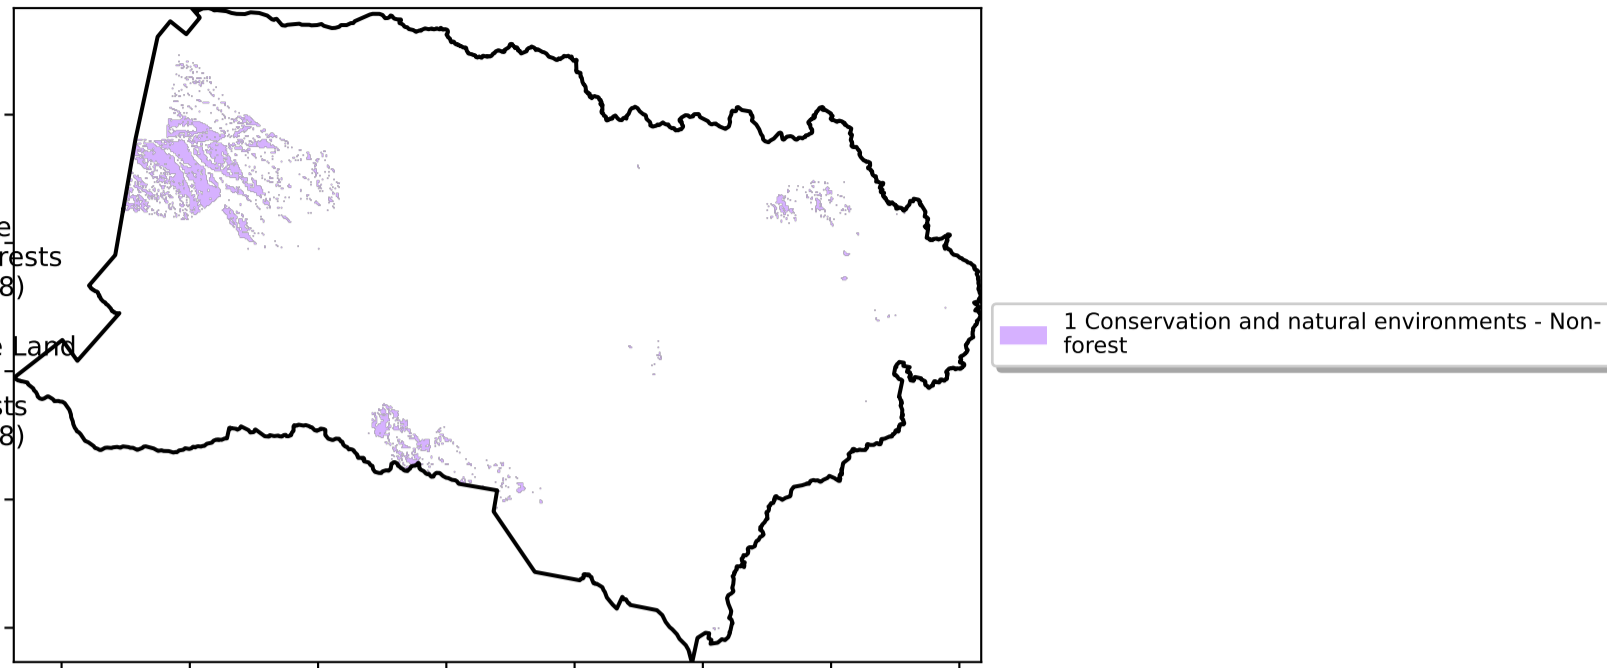 e
rests
8)
e Land
sts
8)
1 Conservation and natural environments - Non-
forest